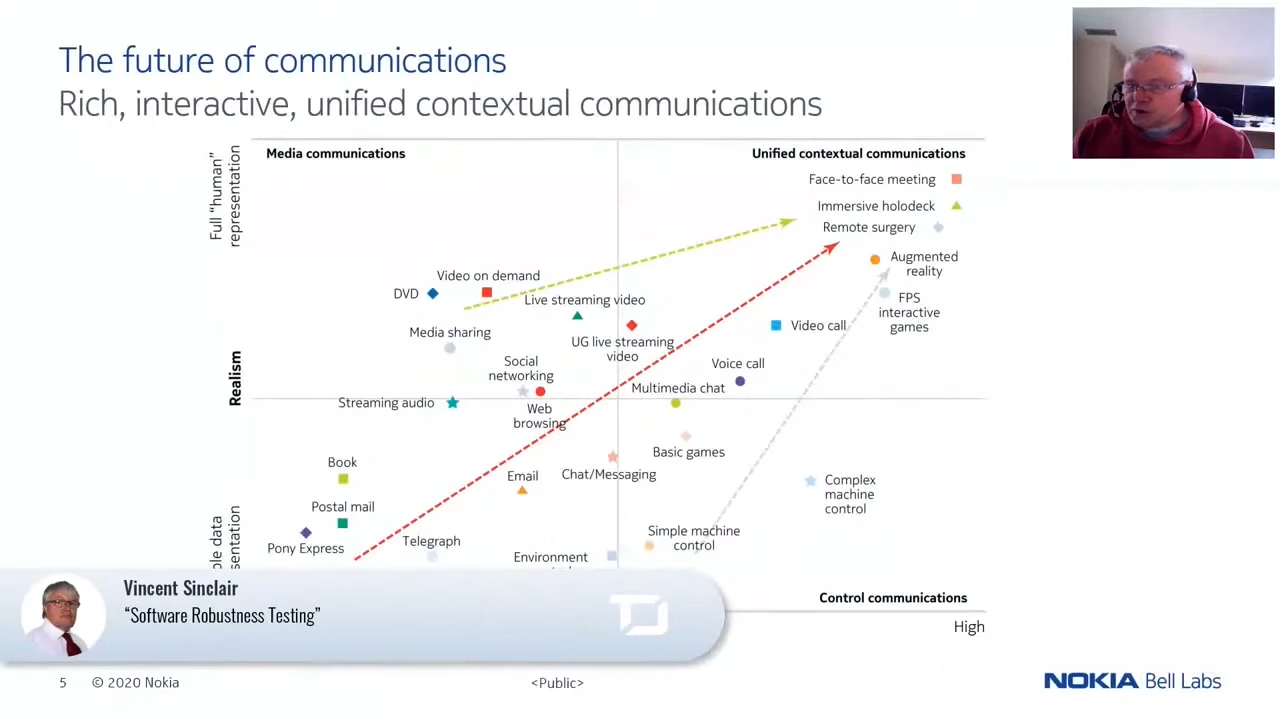 The future of communications
Rich, interactive, unified contextual communications
Media communications
Unified contextual communications
Full “human”
representation
Face-to-face meeting
Immersive holodeck
Remote surgery
Augmented
reality
Video on demand
DVD
Live streaming video
FPS
interactive
games
Media sharing
UG live streaming
video
Video call
Social
networking
Voice call
Realism
Multimedia chat
Streaming audio
Web
browsing
Basic games
Book
Email
Chat/Messaging
Complex
machine
control
Postal mail
Pony Express
Telegraph
Simple machine
control
Environment
Control communications
High
Vincent Sinclair
“Software Robustness Testing”
5 © 2020 Nokia
<Public>
NOKIA Bell Labs